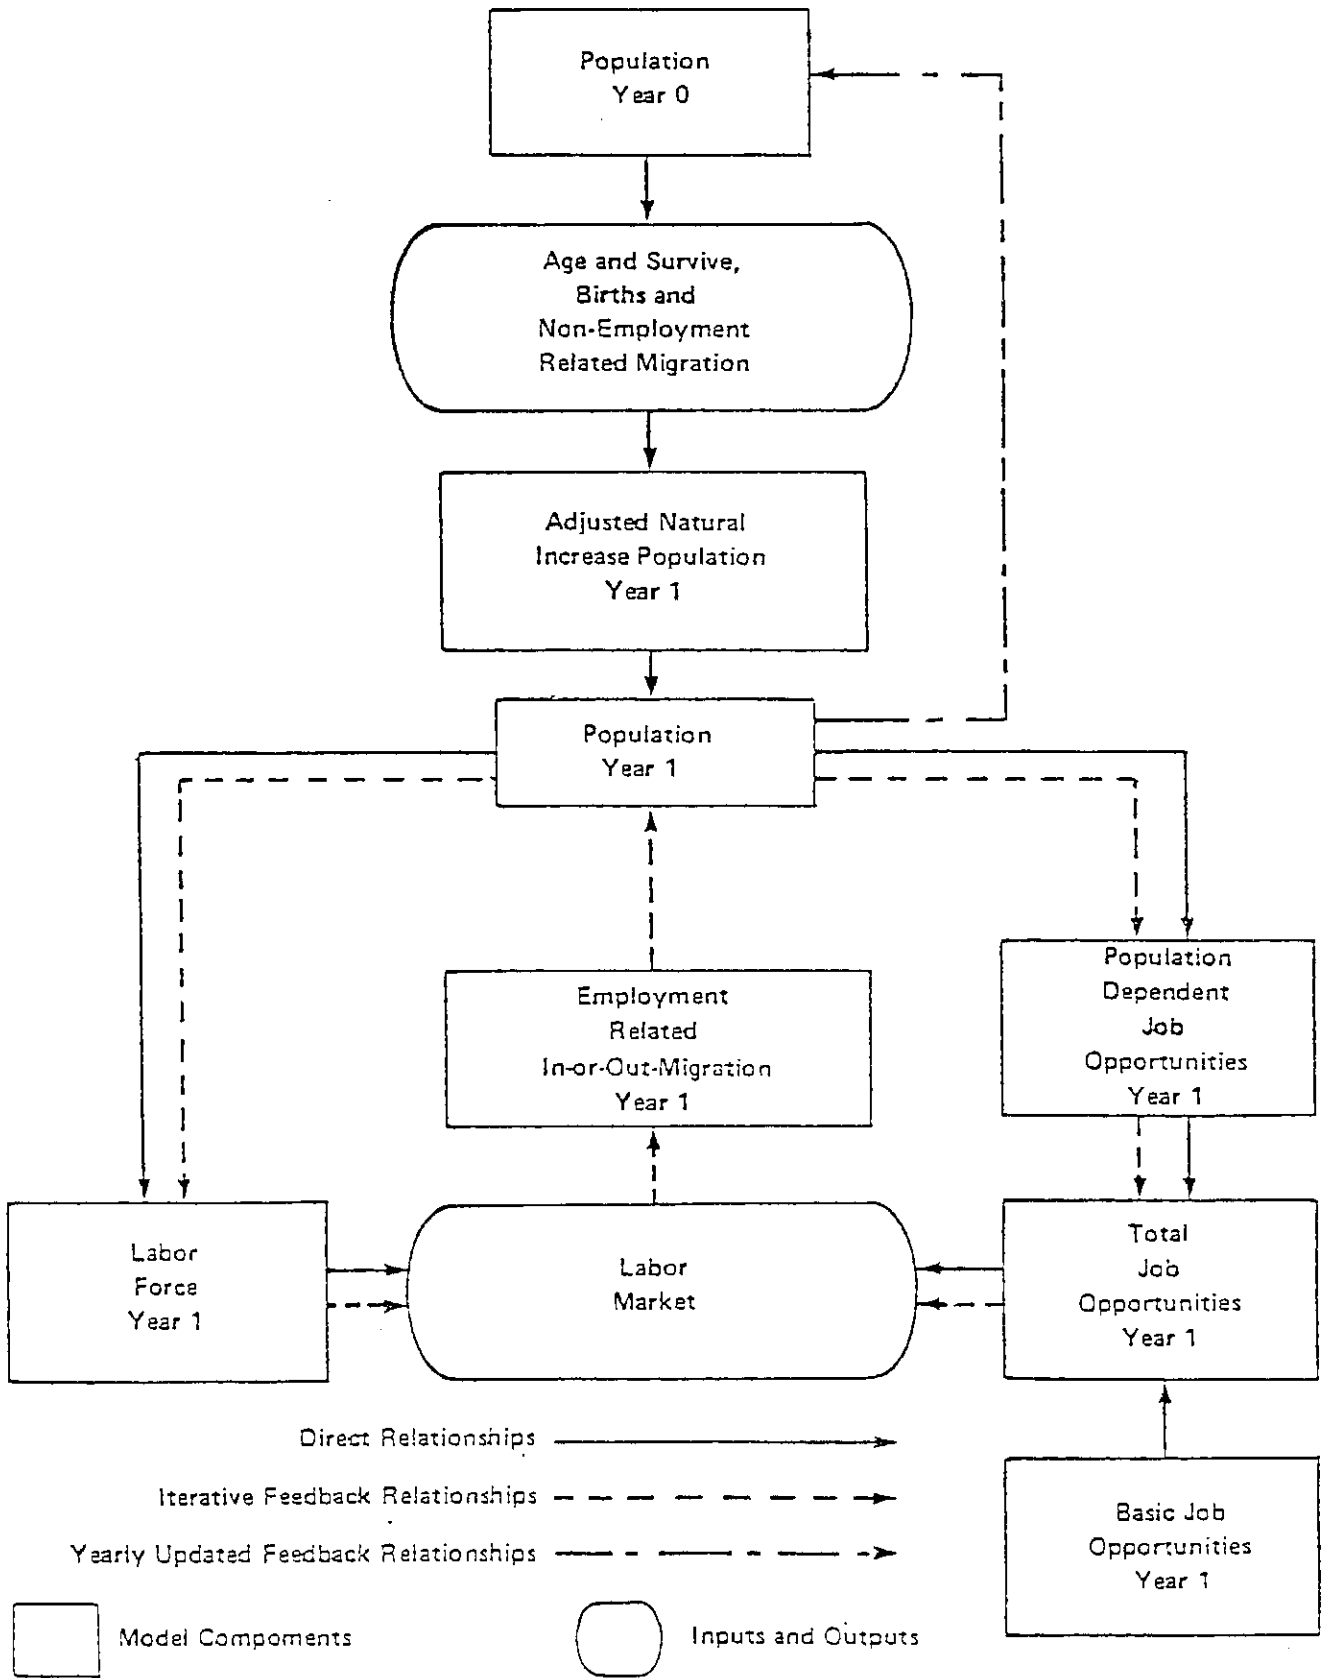 Population
Year 0
Age and Survive,
Births and
Non-Employment
Related Migration
Adjusted Natural
Increase Population
Year 1
Population
Year 1
Employment
Related
In-or-Out-Migration
Year 1
Population
Dependent
Job
Opportunities
Year 1
Labor
Force
Year 1
Labor
Market
Total
Job
Opportunities
Year 1
Direct Relationships
Iterative Feedback Relationships
Yearly Updated Feedback Relationships
Basic Job
Opportunities
Year 1
Model Compoments
Inputs and Outputs